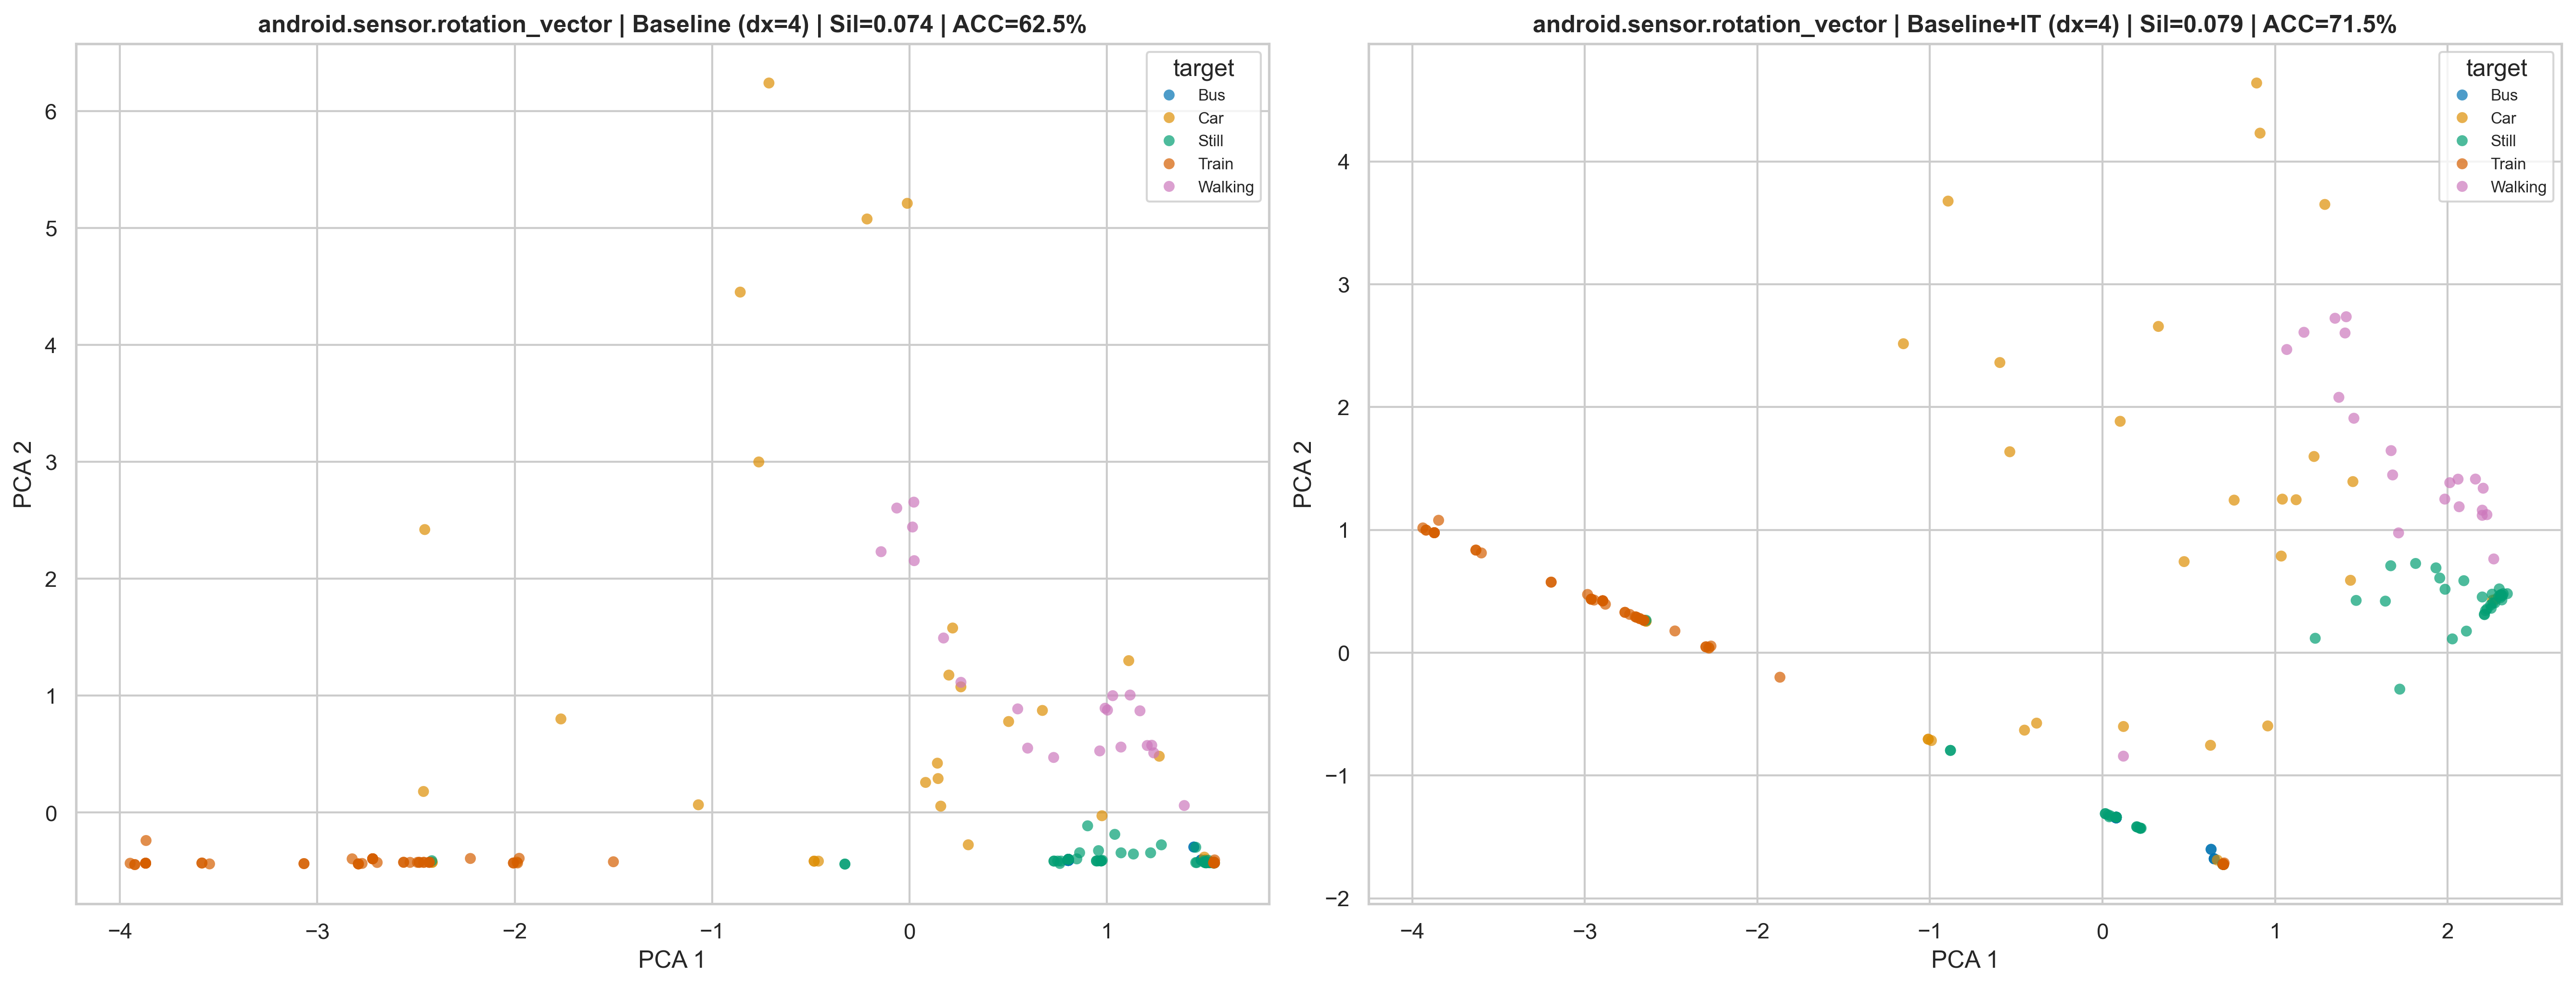 android.sensor.rotation_vector | Baseline (dx=4) | Sil=0.074 | ACC=62.5%
target
Bus
Car
Still
Train
Walking
6
5
4
3
2
1
0
PCA 2
−4
−3
−2
−1
0
1
PCA 1
android.sensor.rotation_vector | Baseline+IT (dx=4) | Sil=0.079 | ACC=71.5%
target
Bus
Car
Still
Train
Walking
4
3
2
1
0
−1
−2
PCA 2
−4
−3
−2
−1
0
1
2
PCA 1